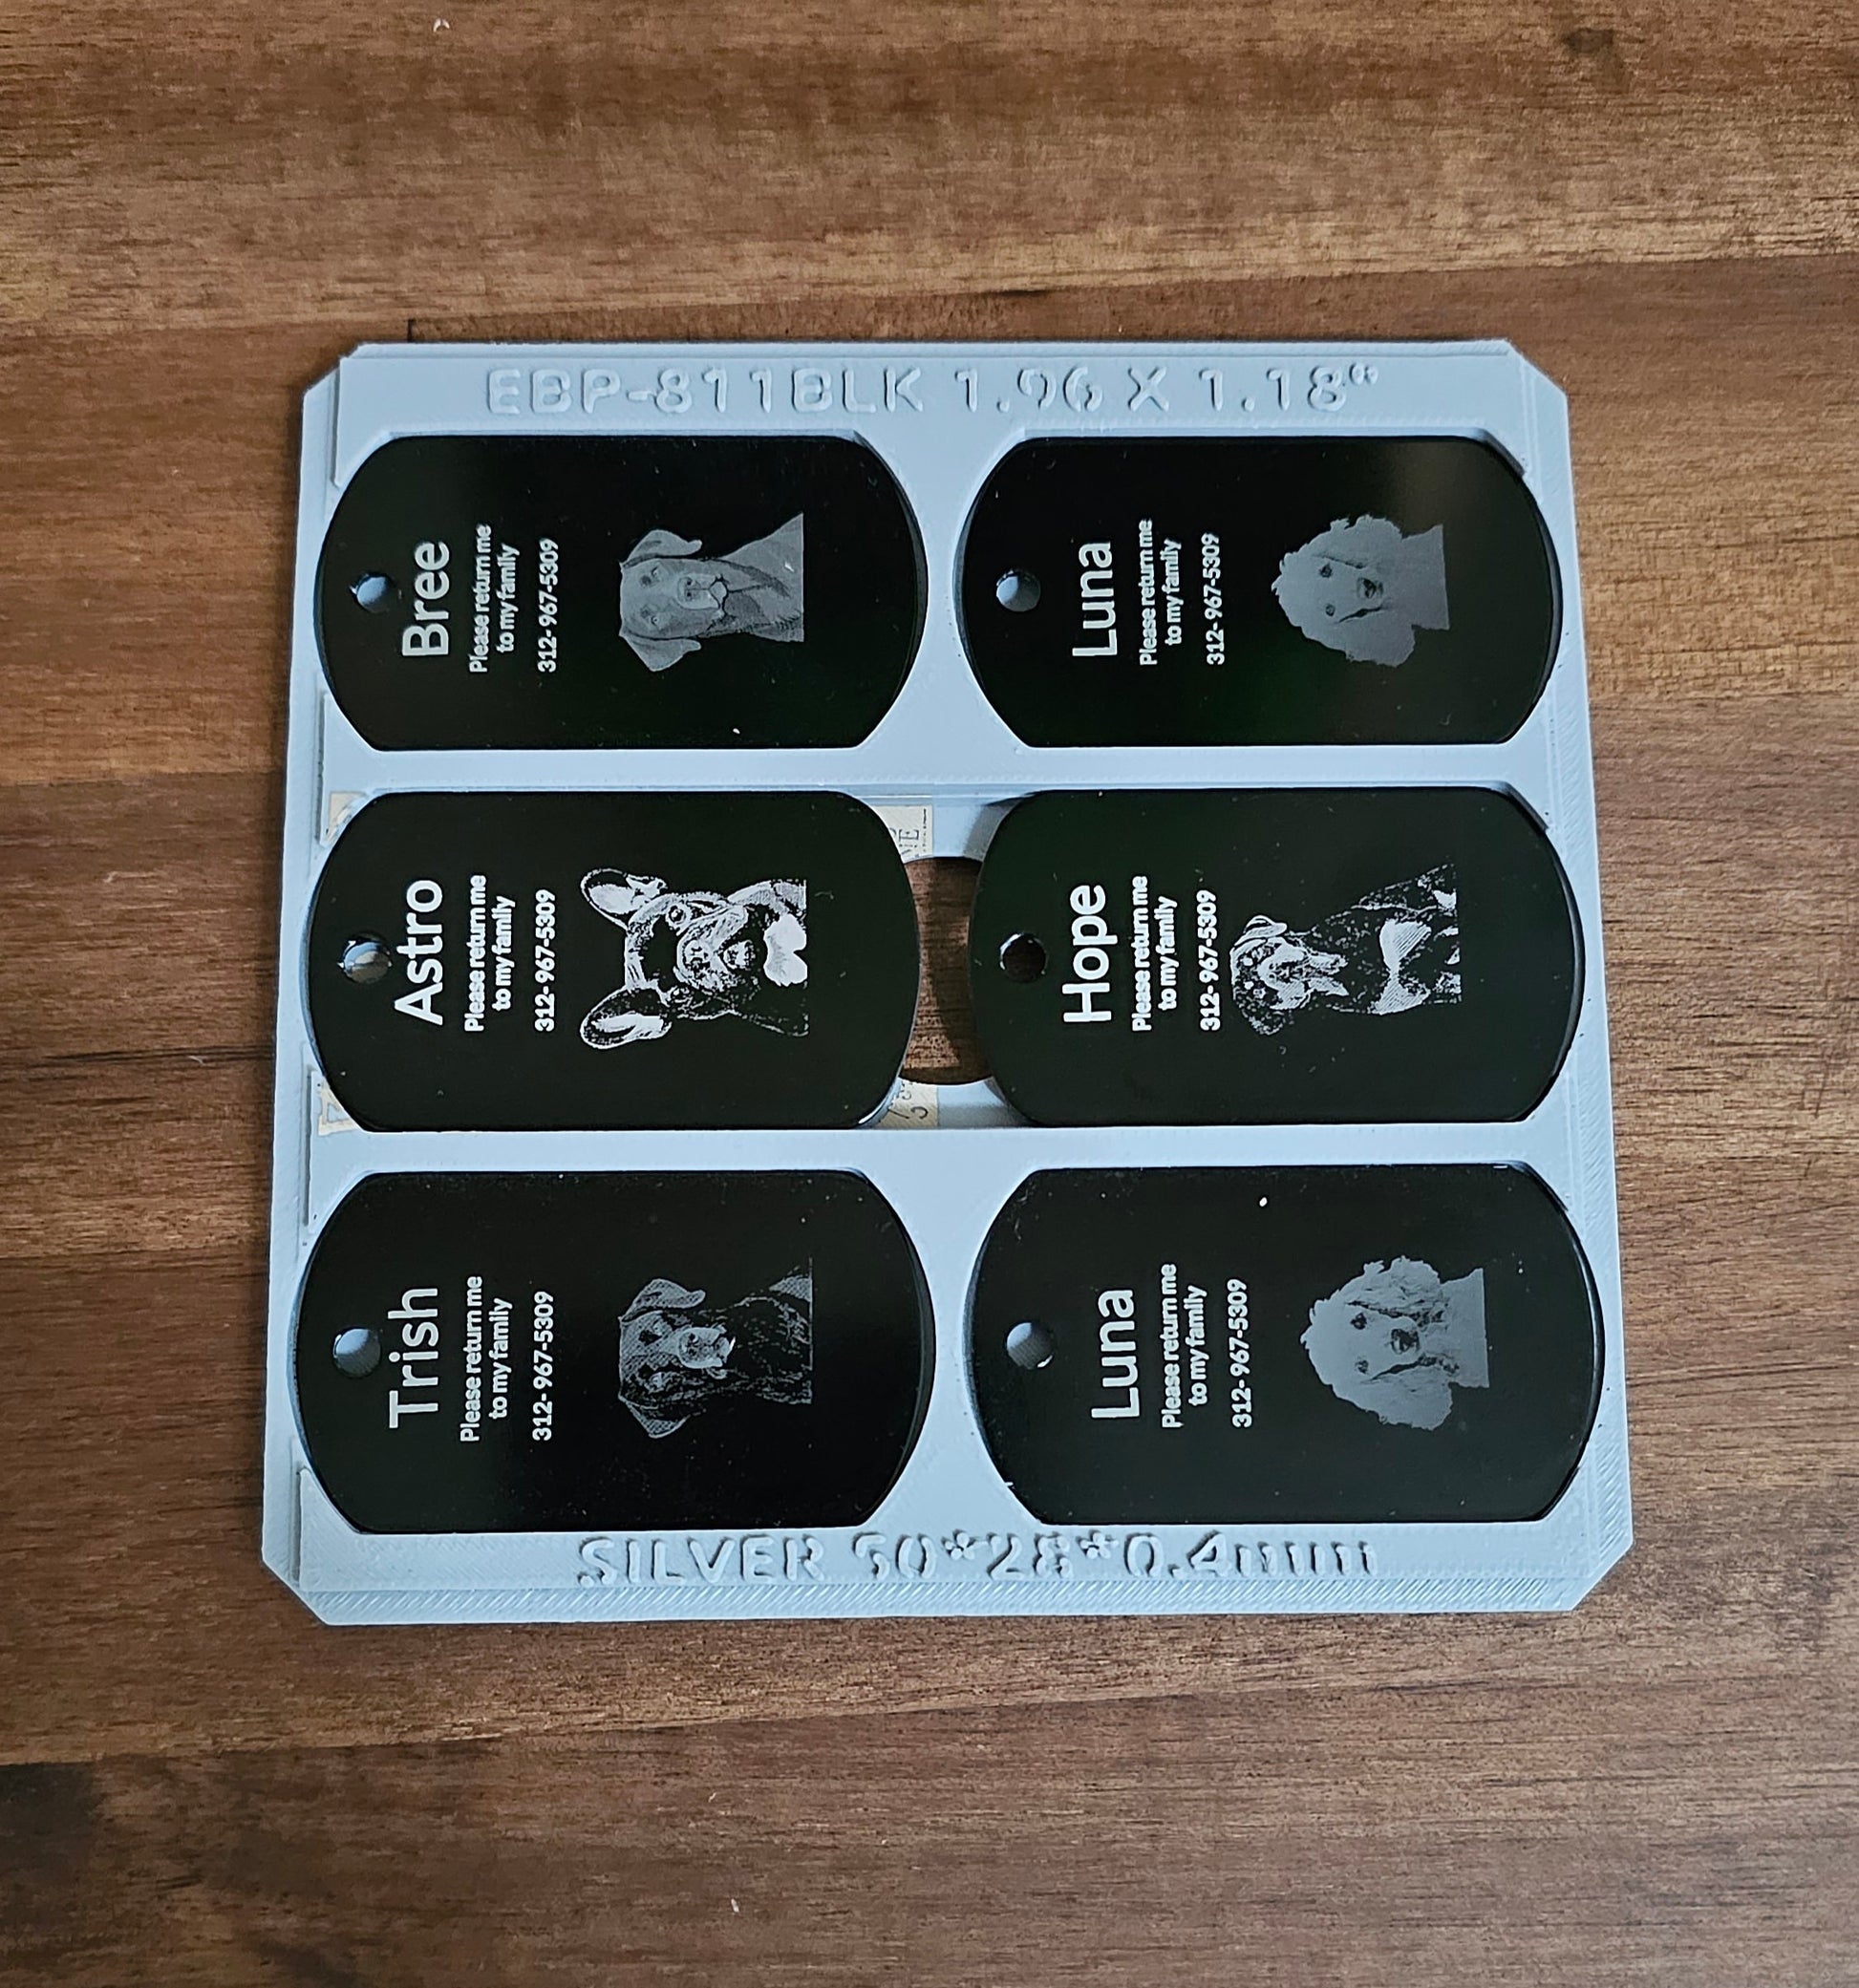 EBP-811BLK 1.96 X 1.18"
Bree
Please return me
to my family
312-967-5309
Luna
Please return me
to my family
312-967-5309
Astro
Please return me
to my family
312-967-5309
Hope
Please return me
to my family
312-967-5309
Trish
Please return me
to my family
312-967-5309
Luna
Please return me
to my family
312-967-5309
SILVER 50*28*0.4mm